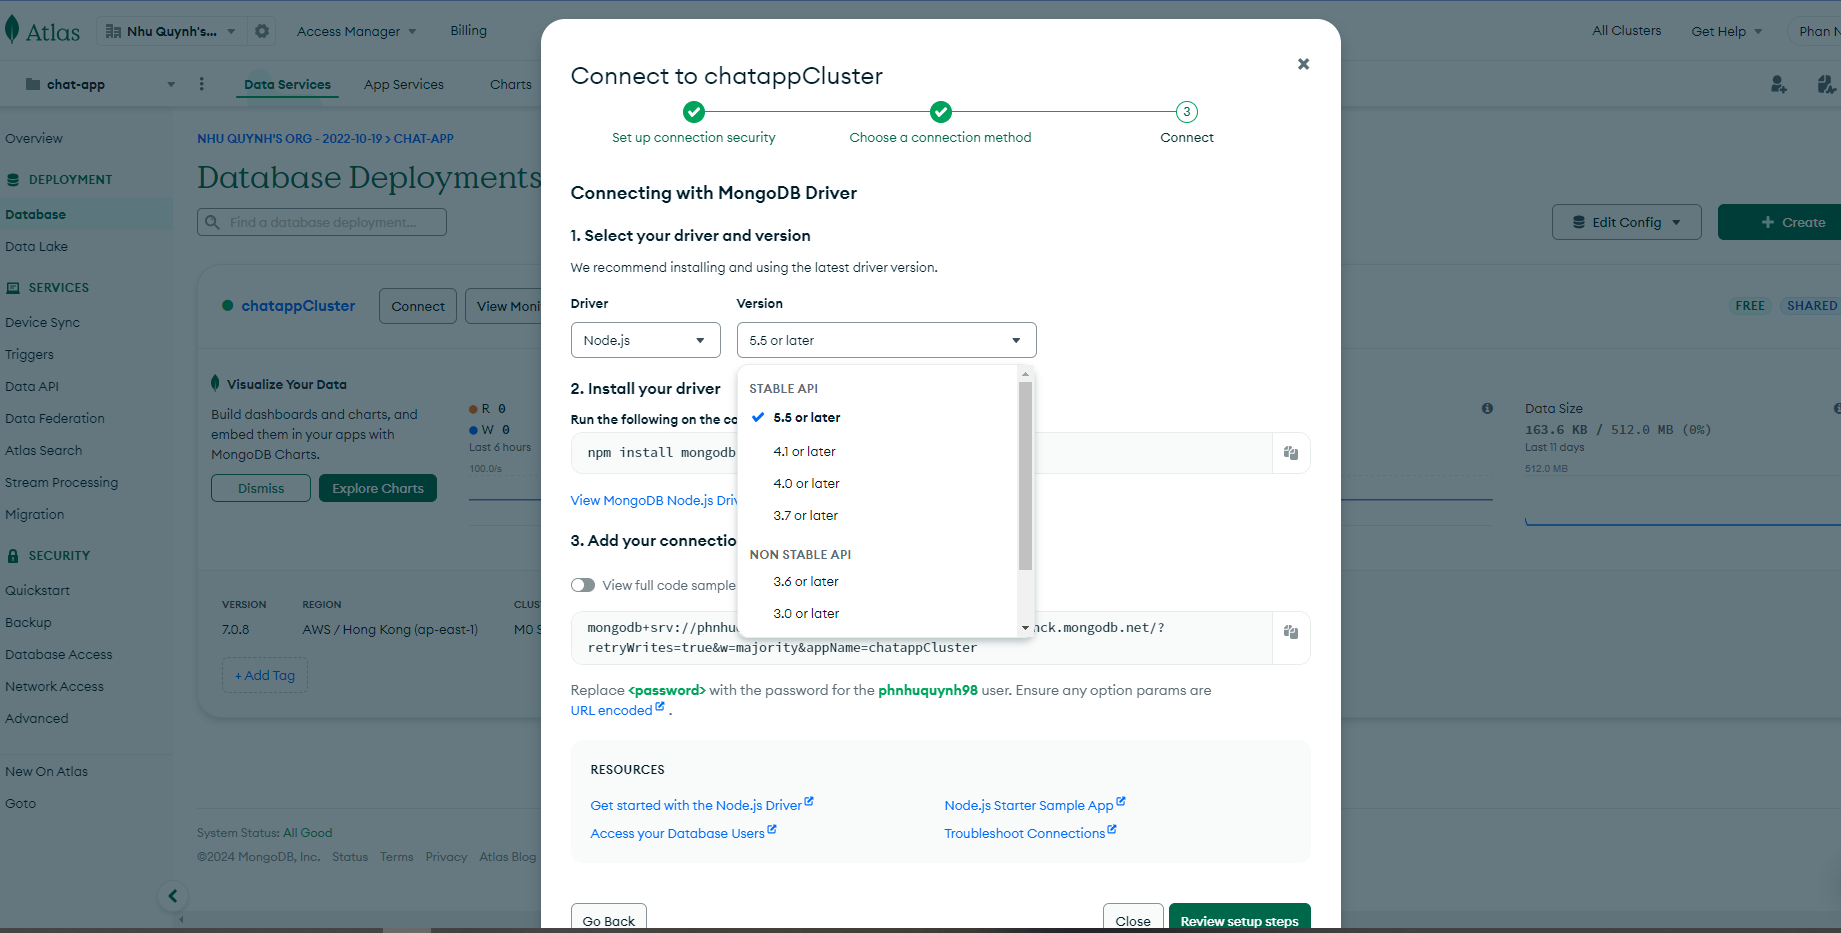 Atlas
Nhu Quynh's...
Access Manager
Billing
All Clusters
Get Help
Phan N
chat-app
Data Services
App Services
Charts
Overview
DEPLOYMENT
Database
Data Lake
SERVICES
Device Sync
Triggers
Data API
Data Federation
Atlas Search
Stream Processing
Migration
SECURITY
Quickstart
Backup
Database Access
Network Access
Advanced
New On Atlas
Goto
NHU QUYNH'S ORG - 2022-10-19 > CHAT-APP
Database Deployments
Find a database deployment...
Edit Config
+ Create
chatappCluster
Connect
View Moni
FREE
SHARED
Visualize Your Data
Build dashboards and charts, and
embed them in your apps with
MongoDB Charts.
Dismiss
Explore Charts
R 0
W 0
Last 6 hours
100.0/s
Data Size
163.6 KB / 512.0 MB (0%)
Last 11 days
512.0 MB
VERSION
REGION
CLUS
7.0.8
AWS / Hong Kong (ap-east-1)
M0 S
+ Add Tag
System Status: All Good
©2024 MongoDB, Inc. Status Terms Privacy Atlas Blog
Connect to chatappCluster
3
Set up connection security
Choose a connection method
Connect
Connecting with MongoDB Driver
1. Select your driver and version
We recommend installing and using the latest driver version.
Driver
Version
Node.js
5.5 or later
STABLE API
5.5 or later
4.1 or later
4.0 or later
3.7 or later
NON STABLE API
3.6 or later
3.0 or later
2. Install your driver
Run the following on the co
npm install mongodb
View MongoDB Node.js Driv
3. Add your connectio
View full code sample
mongodb+srv://phnhu nck.mongodb.net/?
retryWrites=true&w=majority&appName=chatappCluster
Replace <password> with the password for the phnhuquynh98 user. Ensure any option params are
URL encoded .
RESOURCES
Get started with the Node.js Driver
Node.js Starter Sample App
Access your Database Users
Troubleshoot Connections
Go Back
Close
Review setup steps